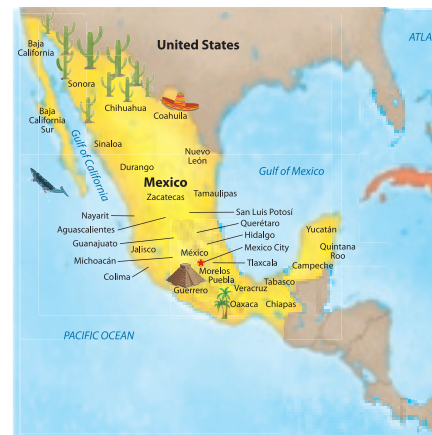 ATLA
United States
Baja
California
Sonora
Chihuahua
Coahuila
Baja
California
Sur
Gulf of California
Sinaloa
Nuevo
León
Durango
Gulf of Mexico
Mexico
Zacatecas
Tamaulipas
Nayarit
San Luis Potosí
Aguascalientes
Querétaro
Yucatán
Guanajuato
Hidalgo
Jalisco
México
Mexico City
Quintana
Roo
Michoacán
Tlaxcala
Campeche
Colima
Morelos
Puebla
Tabasco
Guerrero
Veracruz
Oaxaca
Chiapas
PACIFIC OCEAN